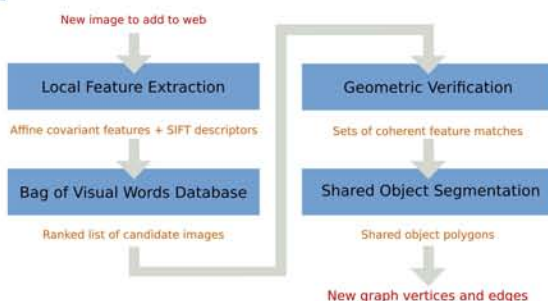 New image to add to web
Local Feature Extraction
Affine covariant features + SIFT descriptors
Bag of Visual Words Database
Ranked list of candidate images
Geometric Verification
Sets of coherent feature matches
Shared Object Segmentation
Shared object polygons
New graph vertices and edges